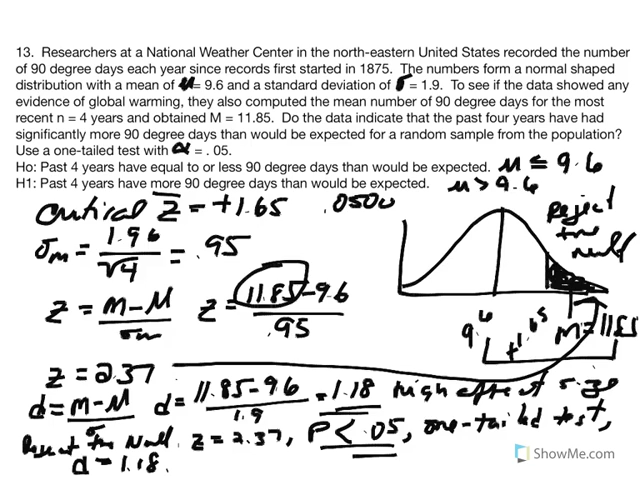 13. Researchers at a National Weather Center in the north-eastern United States recorded the number
of 90 degree days each year since records first started in 1875. The numbers form a normal shaped
distribution with a mean of μ= 9.6 and a standard deviation of σ = 1.9. To see if the data showed any
evidence of global warming, they also computed the mean number of 90 degree days for the most
recent n = 4 years and obtained M = 11.85. Do the data indicate that the past four years have had
significantly more 90 degree days than would be expected for a random sample from the population?
Use a one-tailed test with α = . 05.
Ho: Past 4 years have equal to or less 90 degree days than would be expected. μ ≤ 9.6
H1: Past 4 years have more 90 degree days than would be expected. μ > 9.6
Critical z = +1.65 .0500
Reject the null
σm = 1.96/√4 = .95
z = m-μ/σm z = 11.85-9.6/.95
9.6 +1.65 M=11.85
z = 2.37
d = m-μ/σ d = 11.85-9.6/1.9 = 1.18 high effect size
Reject the null. z = 2.37, P < .05, one-tailed test,
d = 1.18.
ShowMe.com